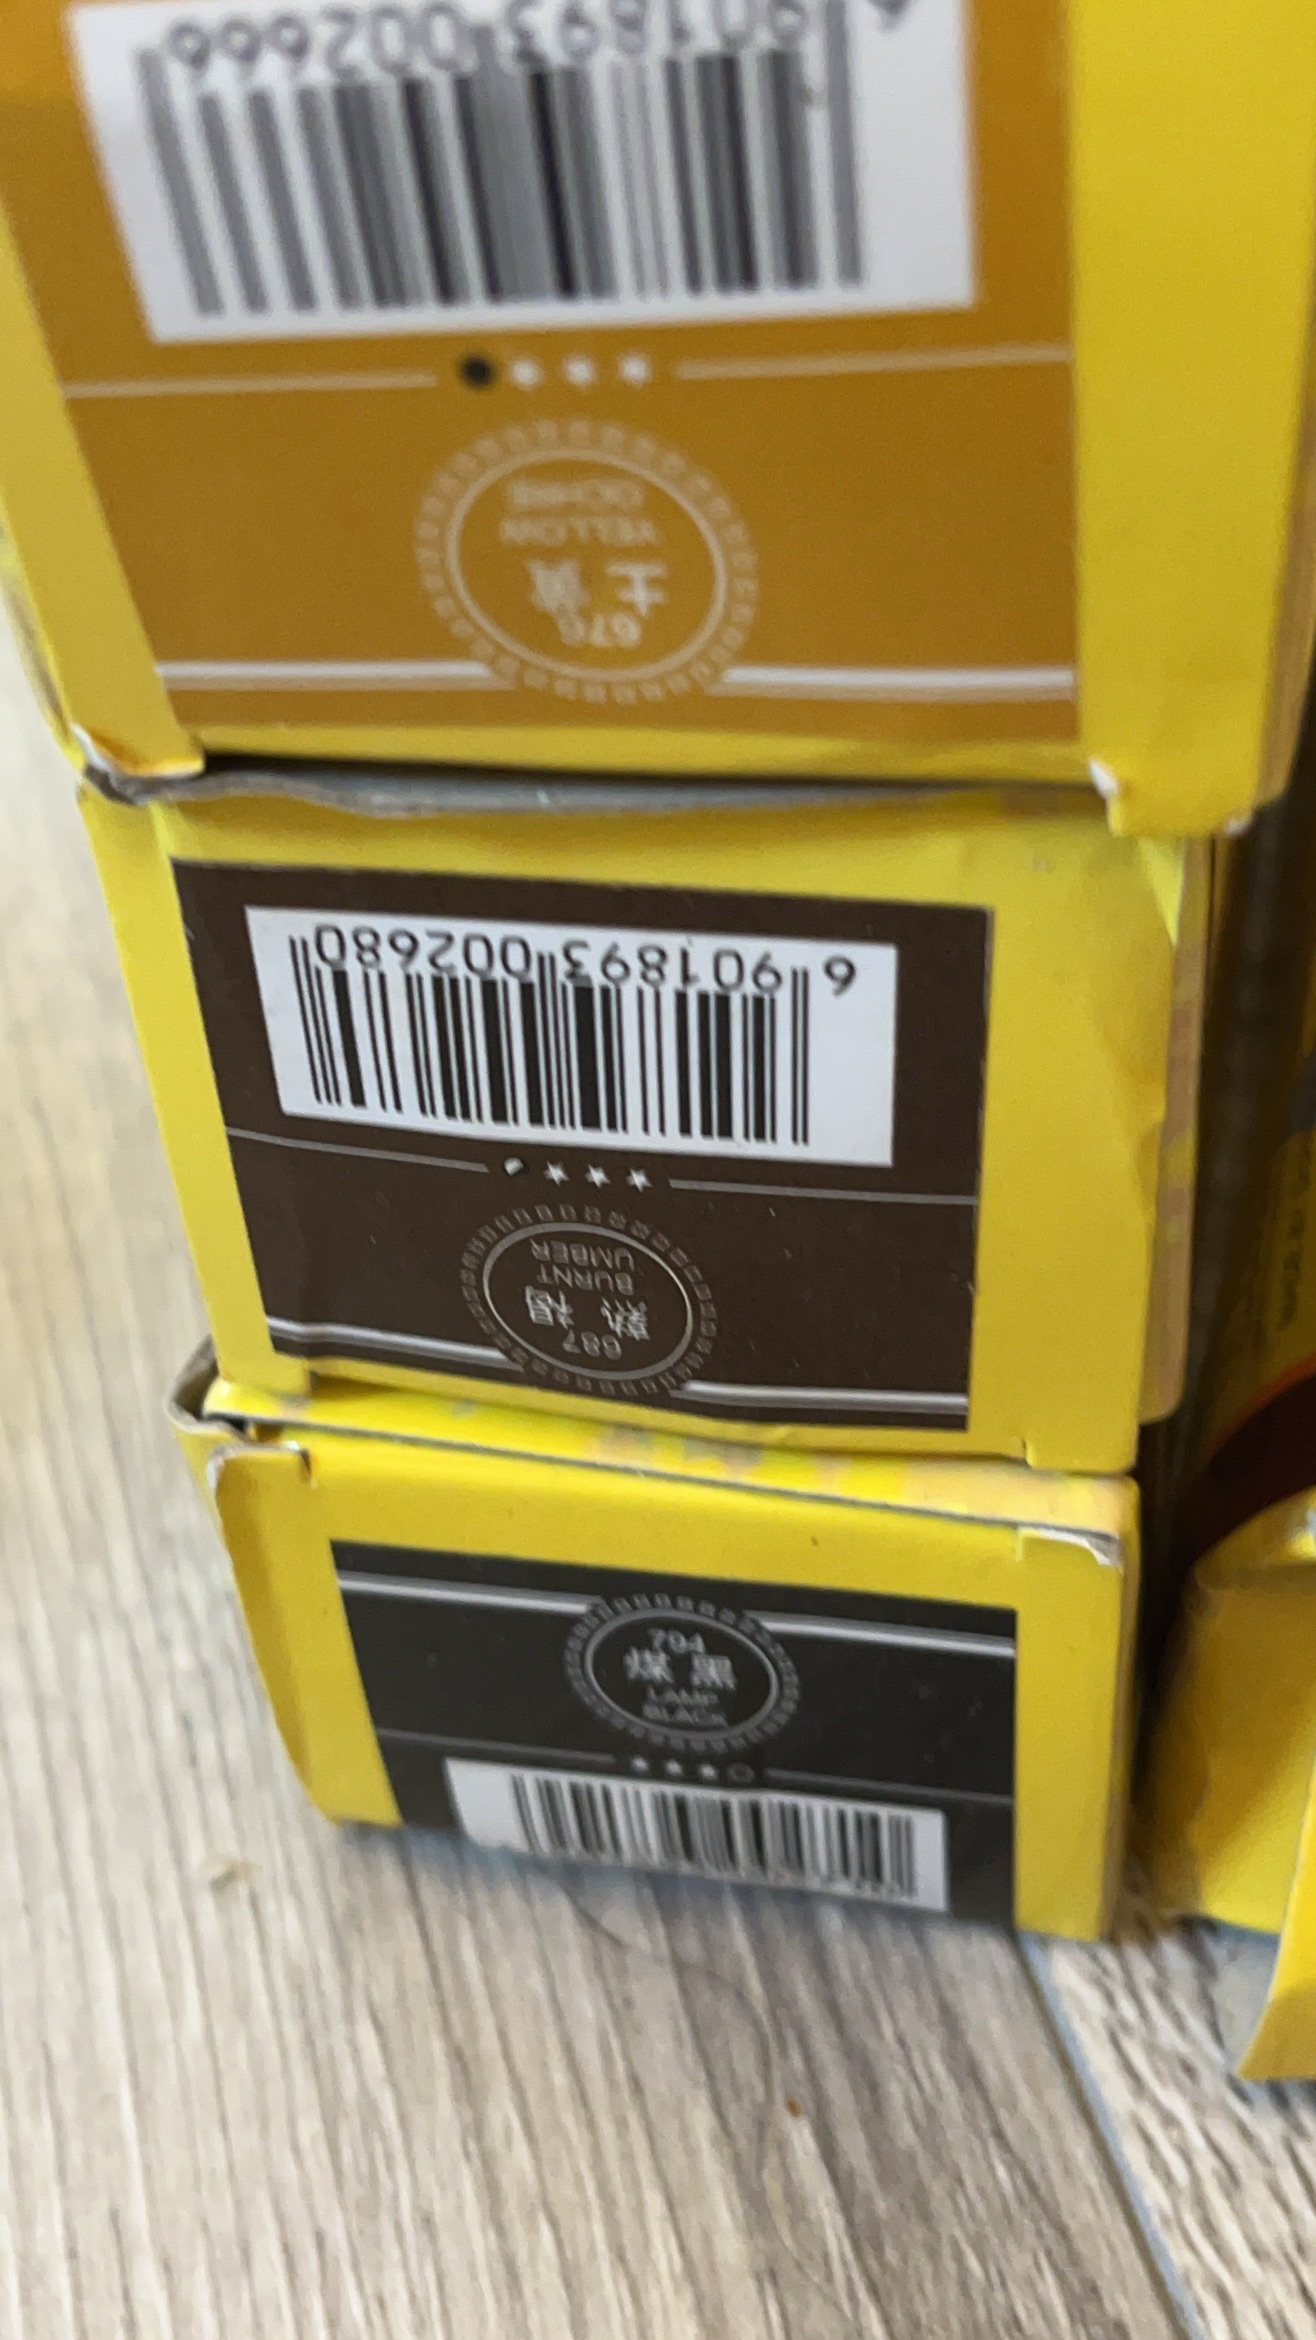 6 901893 002666
土黄
YELLOW
OCHRE
6 901893 002680
687
熟褐
BURNT
UMBER
794
煤黑
LAMP
BLACK